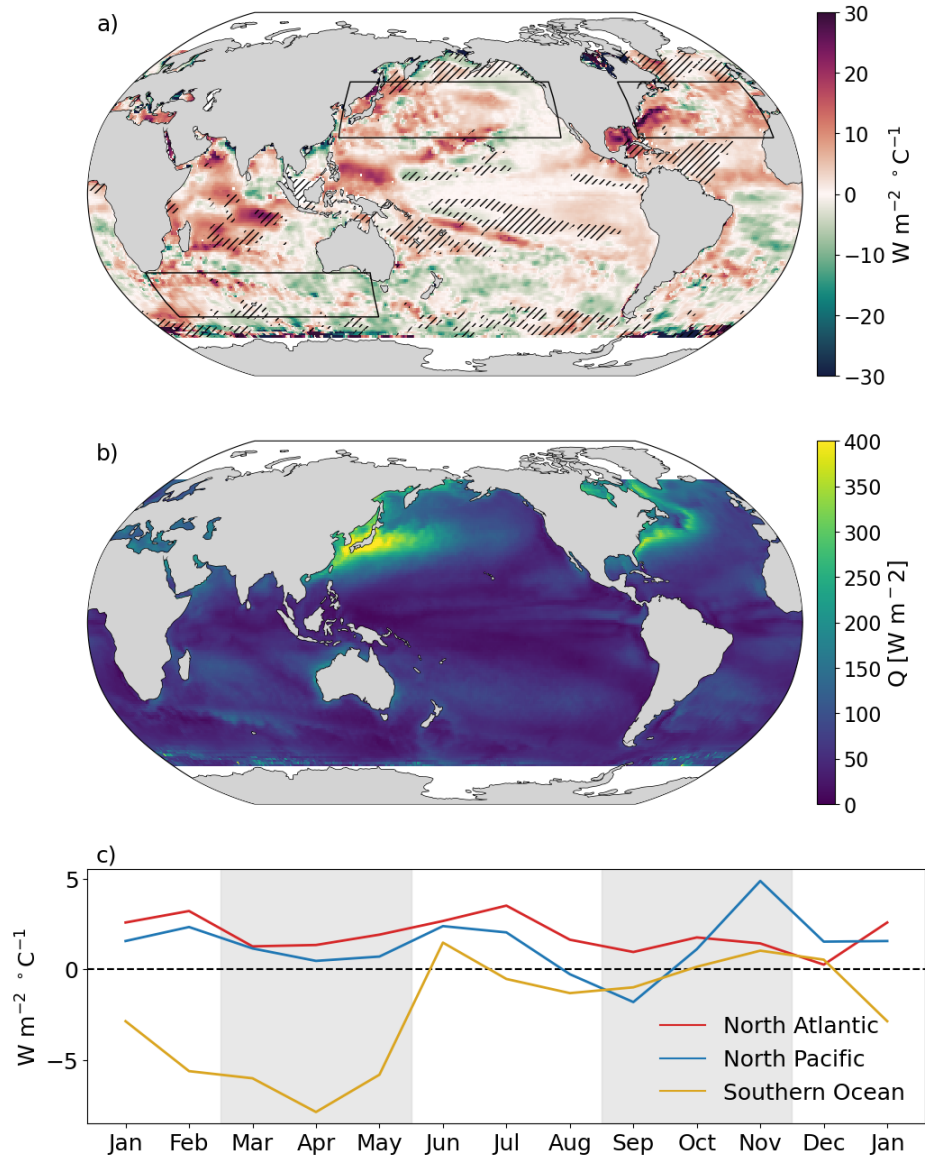 a)
30
20
10
0
−10
−20
−30
W m⁻² °C⁻¹
b)
400
350
300
250
200
150
100
50
0
Q [W m − 2]
c)
5
0
−5
W m⁻² °C⁻¹
North Atlantic
North Pacific
Southern Ocean
Jan Feb Mar Apr May Jun Jul Aug Sep Oct Nov Dec Jan